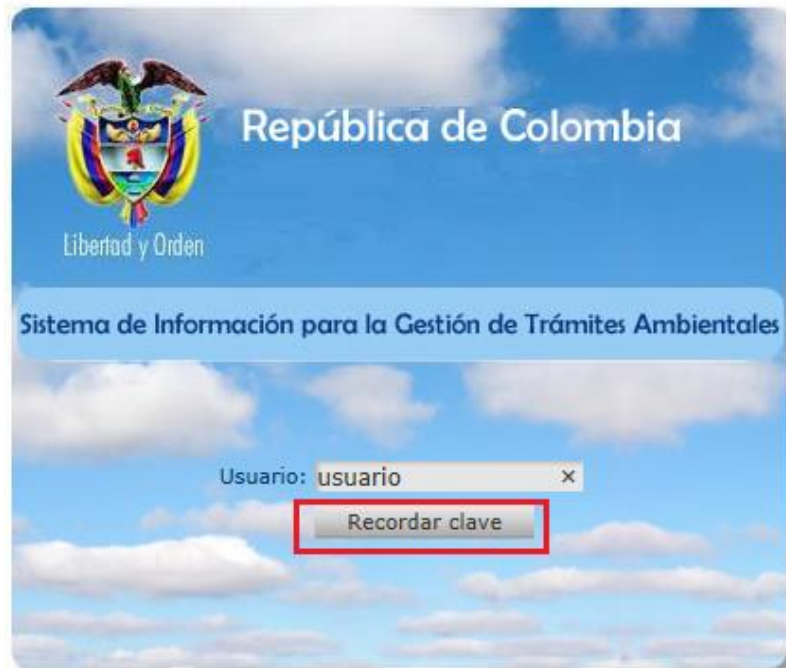 República de Colombia
Libertad y Orden
Sistema de Información para la Gestión de Trámites Ambientales
Usuario: usuario ×
Recordar clave